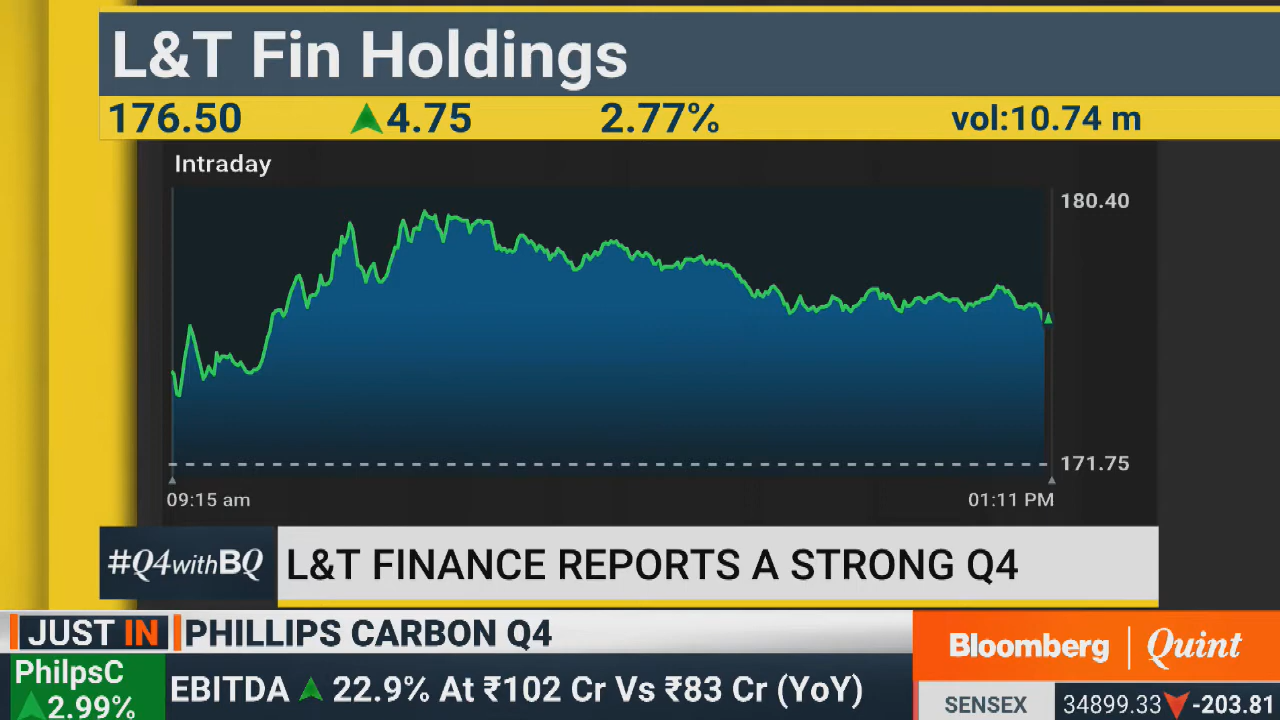 L&T Fin Holdings
176.50 ▲4.75 2.77% vol:10.74 m
Intraday
180.40
171.75
09:15 am 01:11 PM
#Q4withBQ L&T FINANCE REPORTS A STRONG Q4
JUST IN PHILLIPS CARBON Q4
Bloomberg | Quint
PhilpsC
▲2.99%
EBITDA ▲ 22.9% At ₹102 Cr Vs ₹83 Cr (YoY)
SENSEX 34899.33 ▼ -203.81